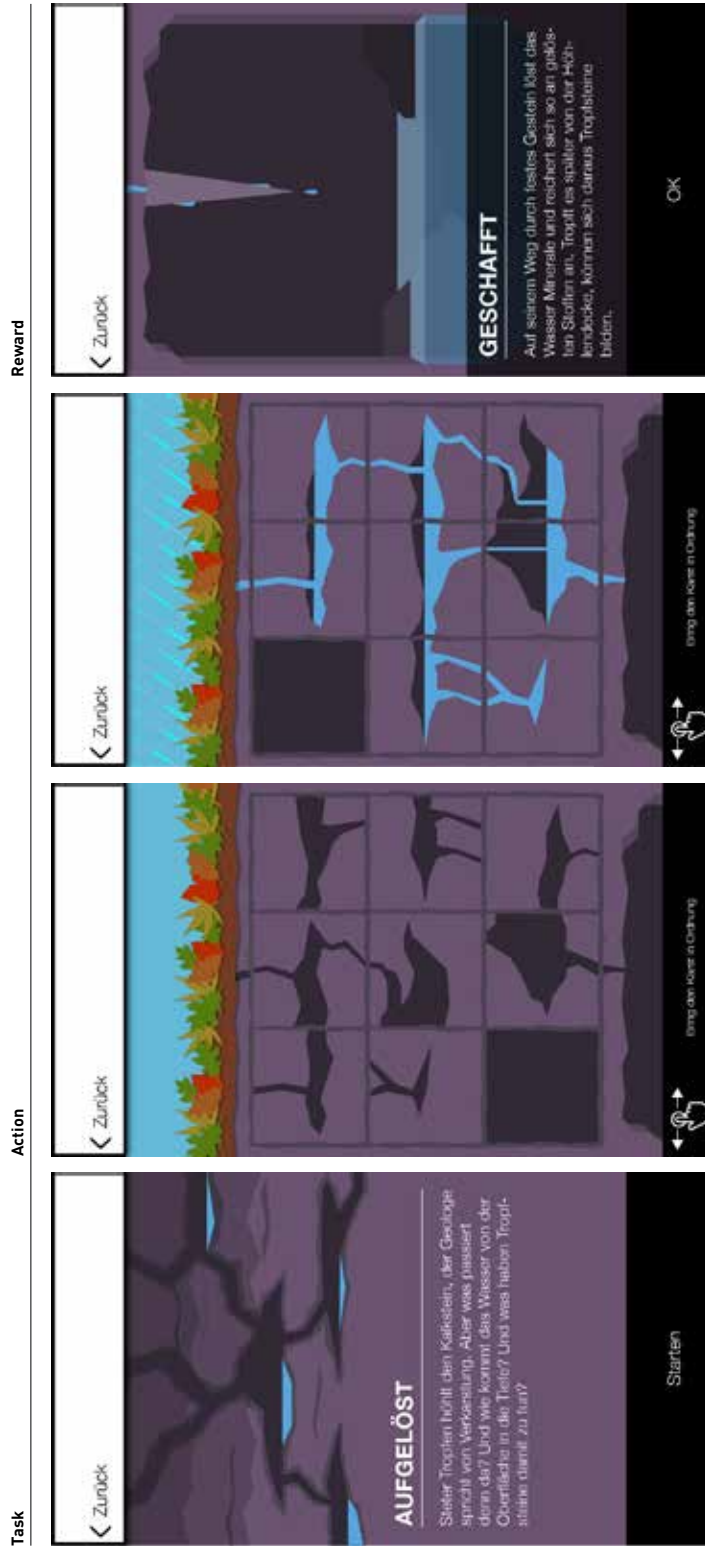 Task
Action
Reward
Zurück
AUFGELÖST
Steter Tropfen höhlt den Kalkstein, der Geologe
spricht von Verkarstung. Aber was passiert
denn da? Und wie kommt das Wasser von der
Oberfläche in die Tiefe? Und was haben Tropf-
steine damit zu tun?
Starten
Zurück
Bring den Karst in Ordnung
Zurück
Bring den Karst in Ordnung
Zurück
GESCHAFFT
Auf seinem Weg durch festes Gestein löst das
Wasser Minerale und reichert sich so an gelös-
ten Stoffen an. Tropft es später von der Höh-
lendecke, können sich daraus Tropfsteine
bilden.
OK